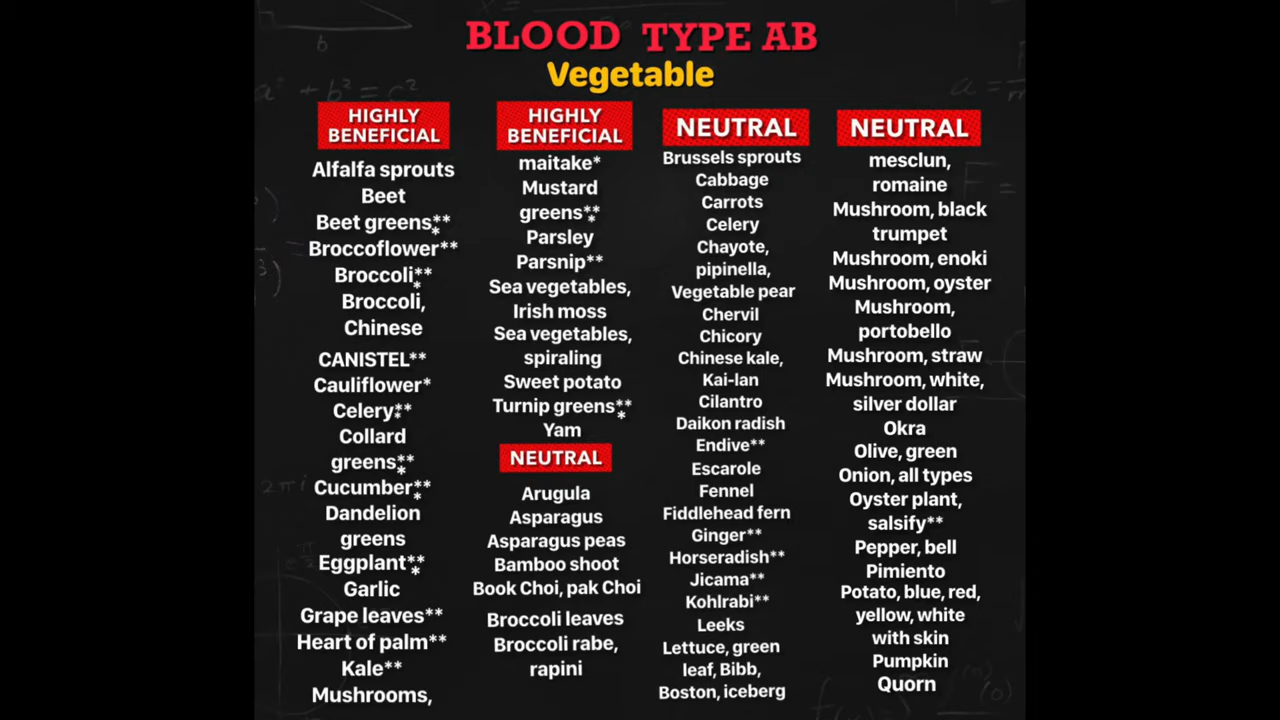 BLOOD TYPE AB
Vegetable
HIGHLY
BENEFICIAL
Alfalfa sprouts
Beet
Beet greens***
Broccoflower**
Broccoli***
Broccoli,
Chinese
CANISTEL**
Cauliflower*
Celery***
Collard
greens***
Cucumber***
Dandelion
greens
Eggplant***
Garlic
Grape leaves**
Heart of palm**
Kale**
Mushrooms,
HIGHLY
BENEFICIAL
maitake*
Mustard
greens***
Parsley
Parsnip**
Sea vegetables,
Irish moss
Sea vegetables,
spiraling
Sweet potato
Turnip greens***
Yam
NEUTRAL
Arugula
Asparagus
Asparagus peas
Bamboo shoot
Book Choi, pak Choi
Broccoli leaves
Broccoli rabe,
rapini
NEUTRAL
Brussels sprouts
Cabbage
Carrots
Celery
Chayote,
pipinella,
Vegetable pear
Chervil
Chicory
Chinese kale,
Kai-lan
Cilantro
Daikon radish
Endive**
Escarole
Fennel
Fiddlehead fern
Ginger**
Horseradish**
Jicama**
Kohlrabi**
Leeks
Lettuce, green
leaf, Bibb,
Boston, iceberg
NEUTRAL
mesclun,
romaine
Mushroom, black
trumpet
Mushroom, enoki
Mushroom, oyster
Mushroom,
portobello
Mushroom, straw
Mushroom, white,
silver dollar
Okra
Olive, green
Onion, all types
Oyster plant,
salsify**
Pepper, bell
Pimiento
Potato, blue, red,
yellow, white
with skin
Pumpkin
Quorn